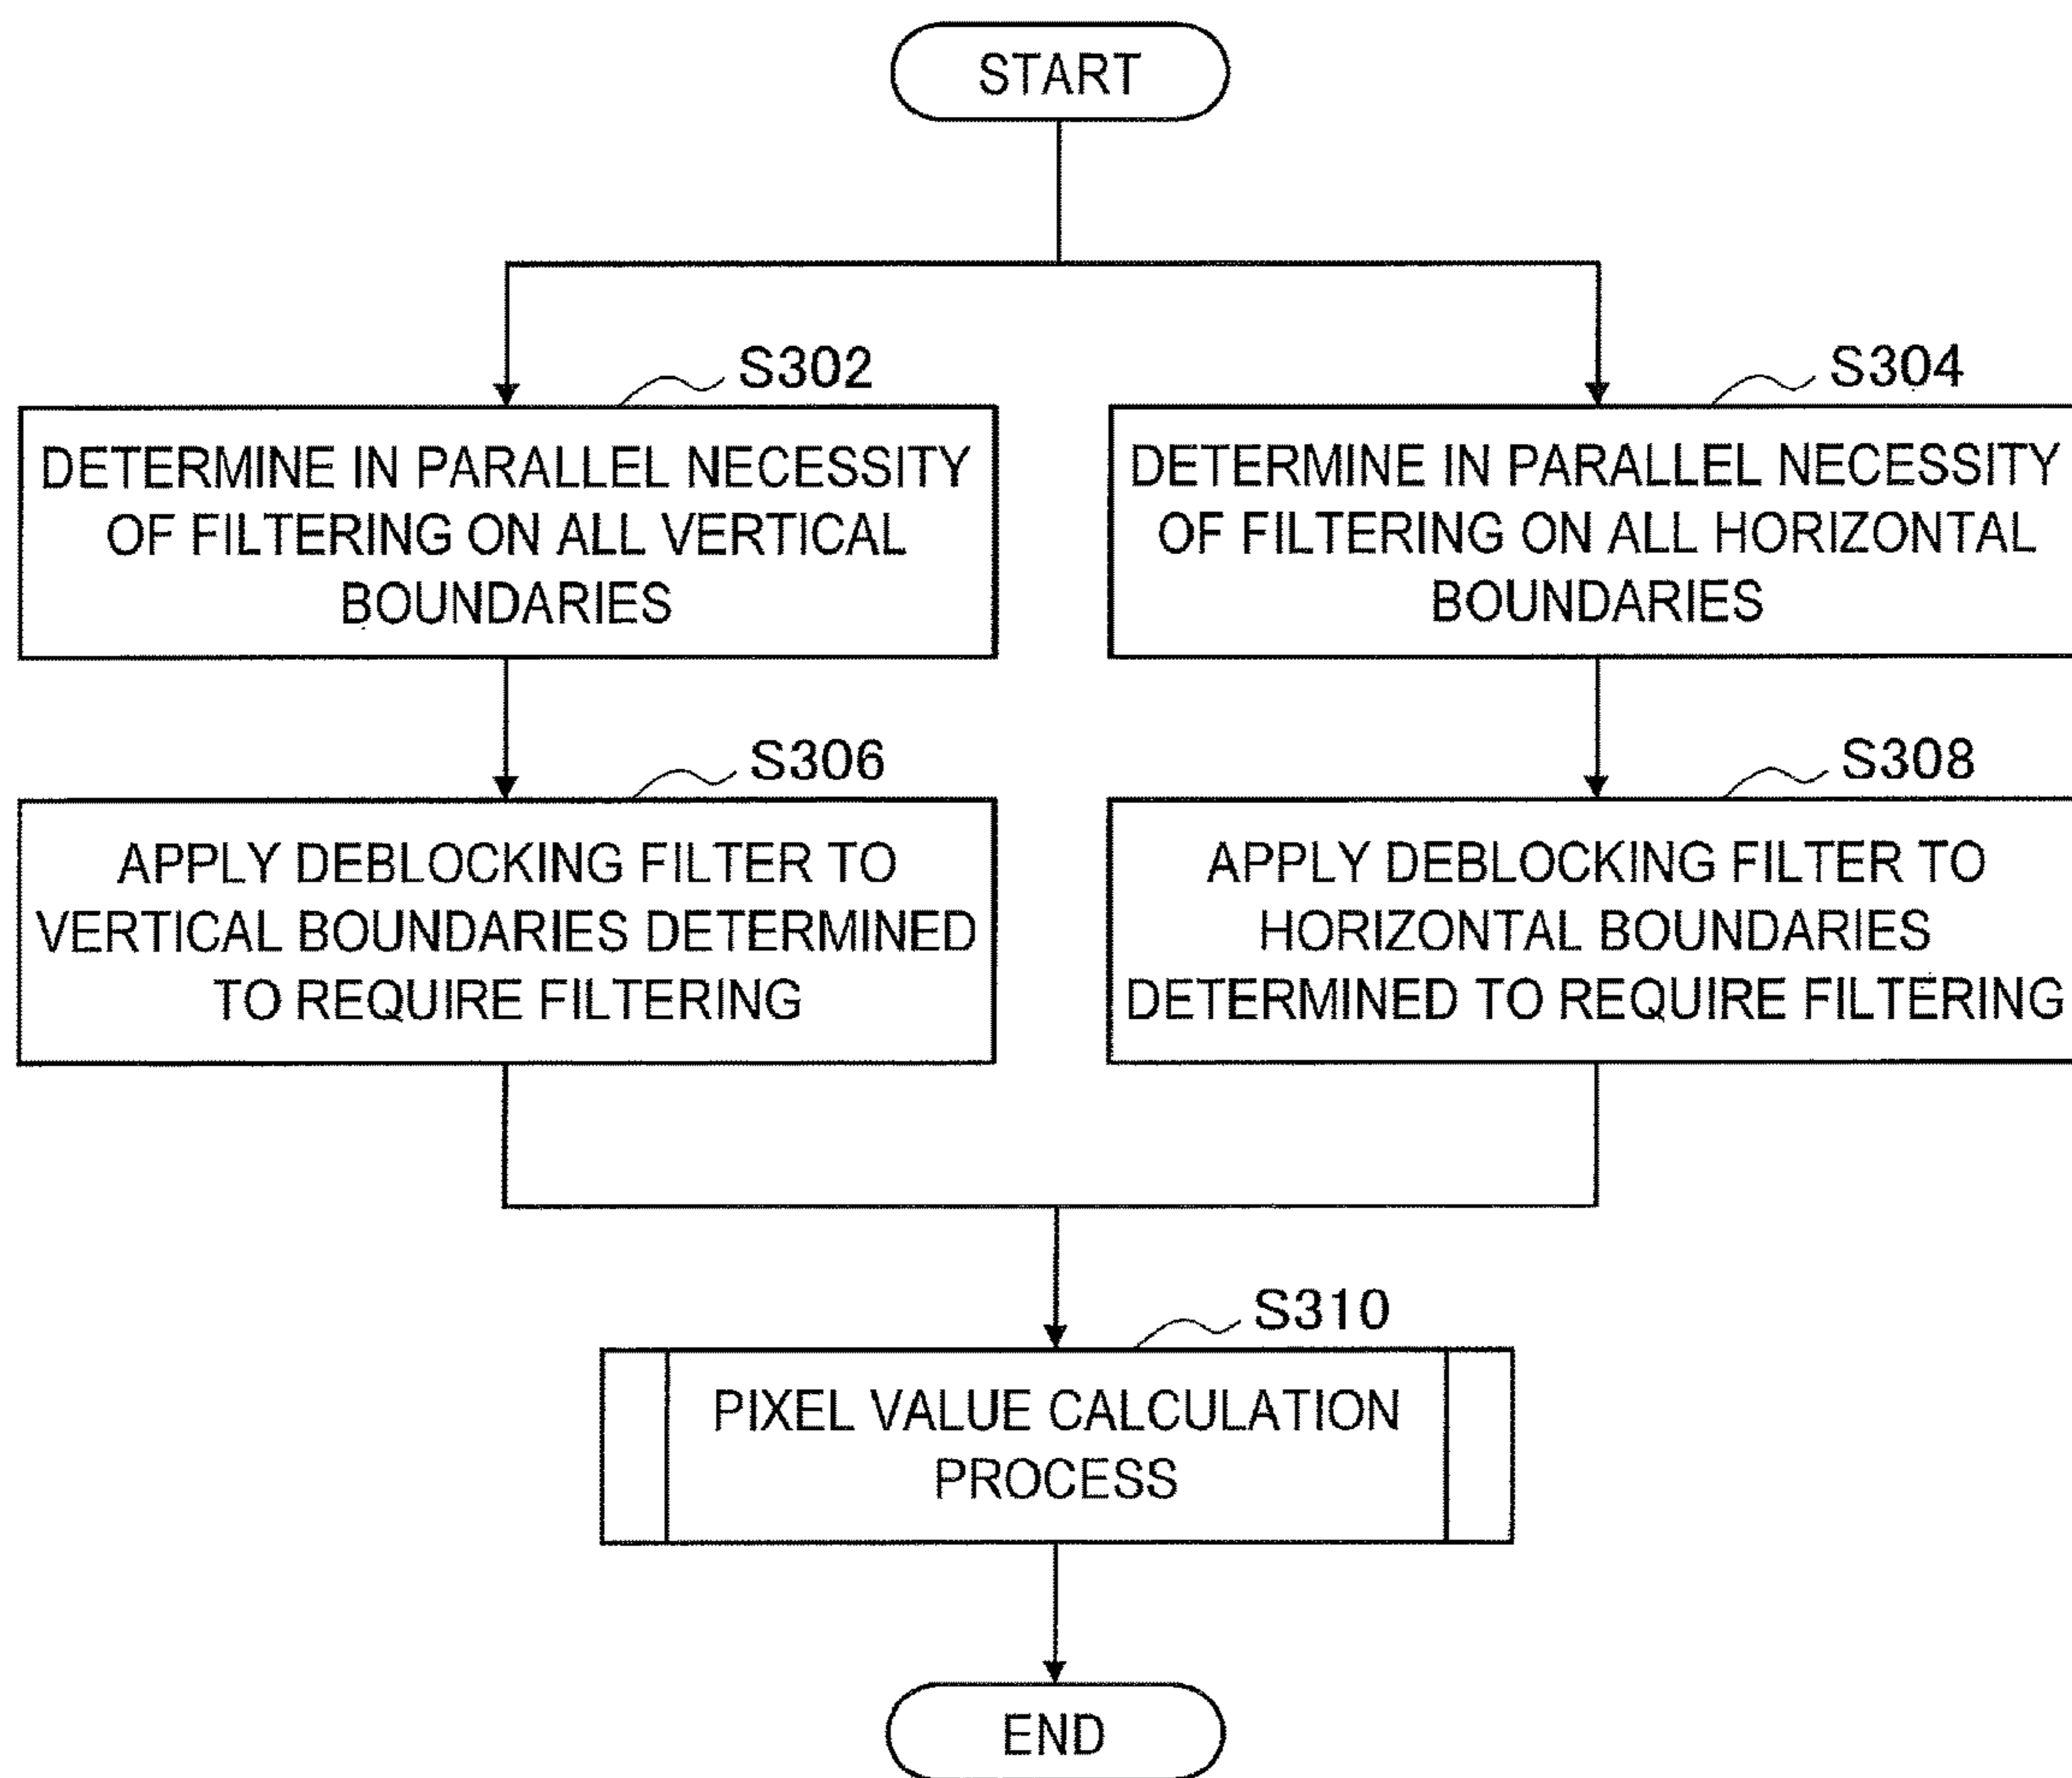 START
S302
DETERMINE IN PARALLEL NECESSITY
OF FILTERING ON ALL VERTICAL
BOUNDARIES
S304
DETERMINE IN PARALLEL NECESSITY
OF FILTERING ON ALL HORIZONTAL
BOUNDARIES
S306
APPLY DEBLOCKING FILTER TO
VERTICAL BOUNDARIES DETERMINED
TO REQUIRE FILTERING
S308
APPLY DEBLOCKING FILTER TO
HORIZONTAL BOUNDARIES
DETERMINED TO REQUIRE FILTERING
S310
PIXEL VALUE CALCULATION
PROCESS
END